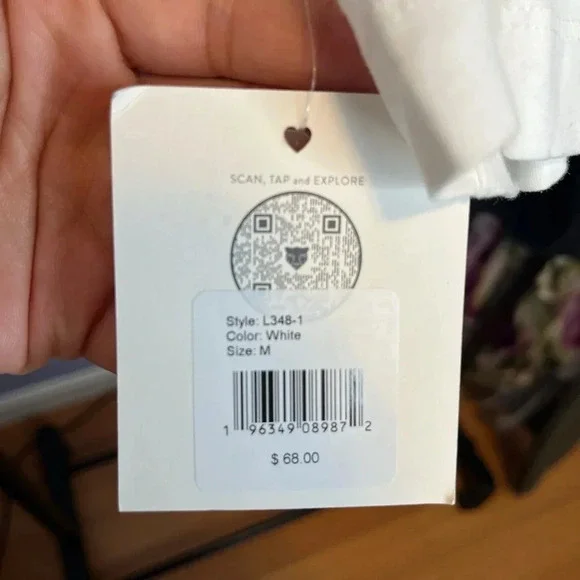 SCAN, TAP and EXPLORE
Style: L348-1
Color: White
Size: M
1 96349 08987 2
$ 68.00